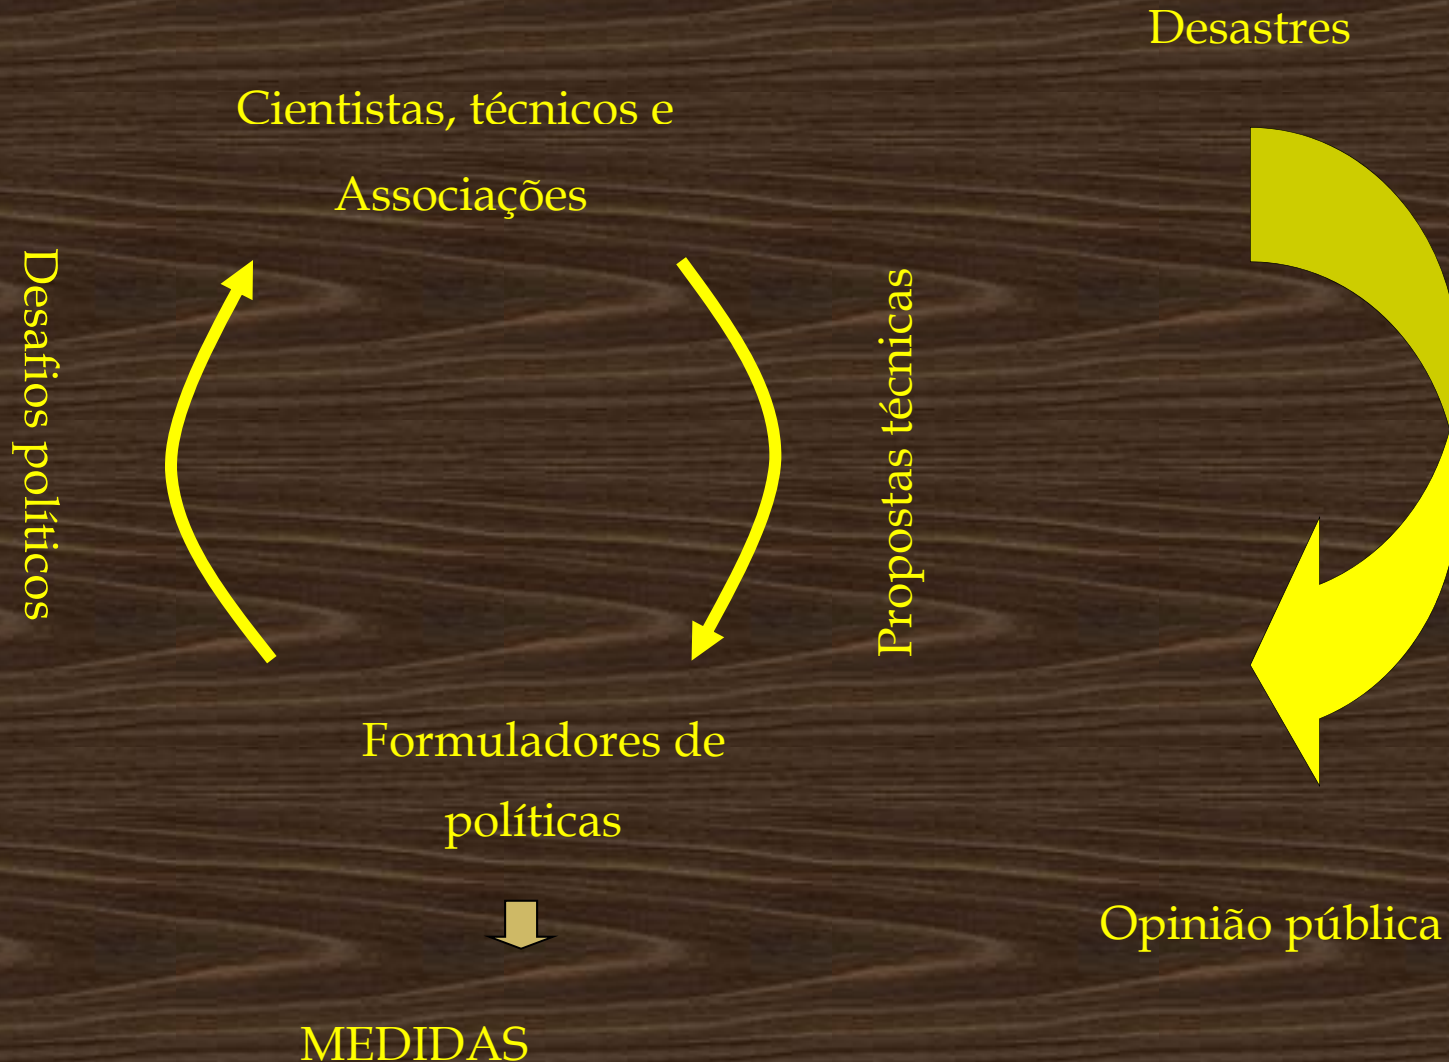 Desastres
Cientistas, técnicos e
Associações
Desafios políticos
Propostas técnicas
Formuladores de
políticas
Opinião pública
MEDIDAS